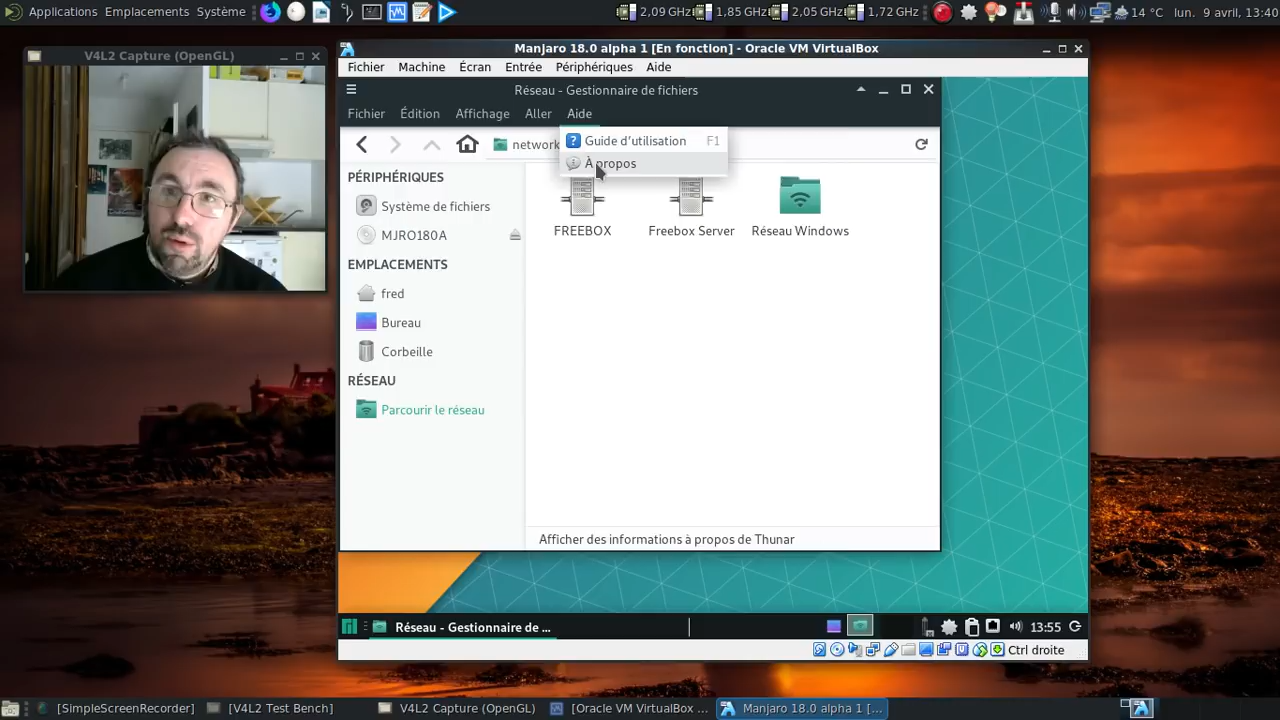 Applications Emplacements Système
2,09 GHz 1,85 GHz 2,05 GHz 1,72 GHz
14 °C lun. 9 avril, 13:40
V4L2 Capture (OpenGL)
Manjaro 18.0 alpha 1 [En fonction] - Oracle VM VirtualBox
Fichier Machine Écran Entrée Périphériques Aide
Réseau - Gestionnaire de fichiers
Fichier Édition Affichage Aller Aide
network
Guide d'utilisation F1
À propos
PÉRIPHÉRIQUES
Système de fichiers
MJRO180A
EMPLACEMENTS
fred
Bureau
Corbeille
RÉSEAU
Parcourir le réseau
FREEBOX
Freebox Server
Réseau Windows
Afficher des informations à propos de Thunar
Réseau - Gestionnaire de ...
13:55
Ctrl droite
[SimpleScreenRecorder]
[V4L2 Test Bench]
V4L2 Capture (OpenGL)
[Oracle VM VirtualBox ...
Manjaro 18.0 alpha 1 [...